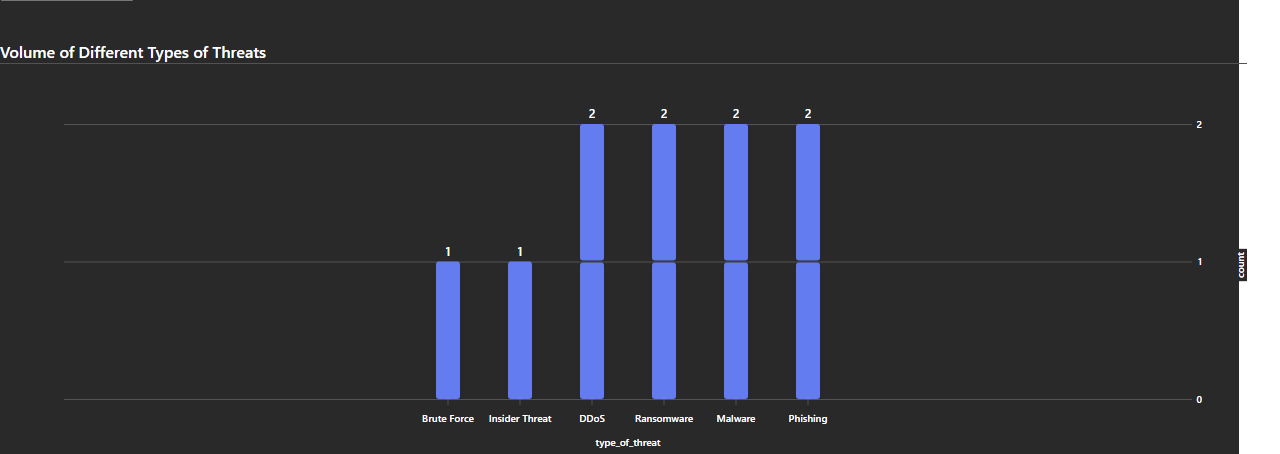 Volume of Different Types of Threats
2 2 2 2
2
1 1
1
count
0
Brute Force Insider Threat DDoS Ransomware Malware Phishing
type_of_threat